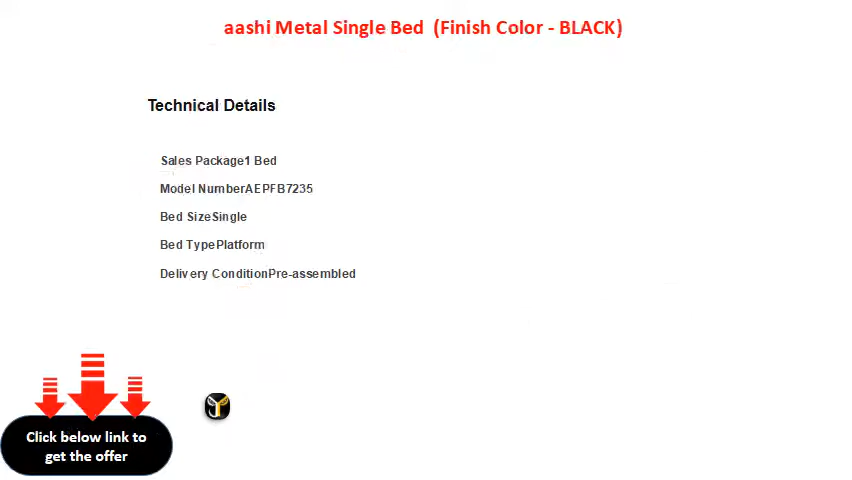 aashi Metal Single Bed (Finish Color - BLACK)
Technical Details
Sales Package1 Bed
Model NumberAEPFB7235
Bed SizeSingle
Bed TypePlatform
Delivery ConditionPre-assembled
Click below link to
get the offer